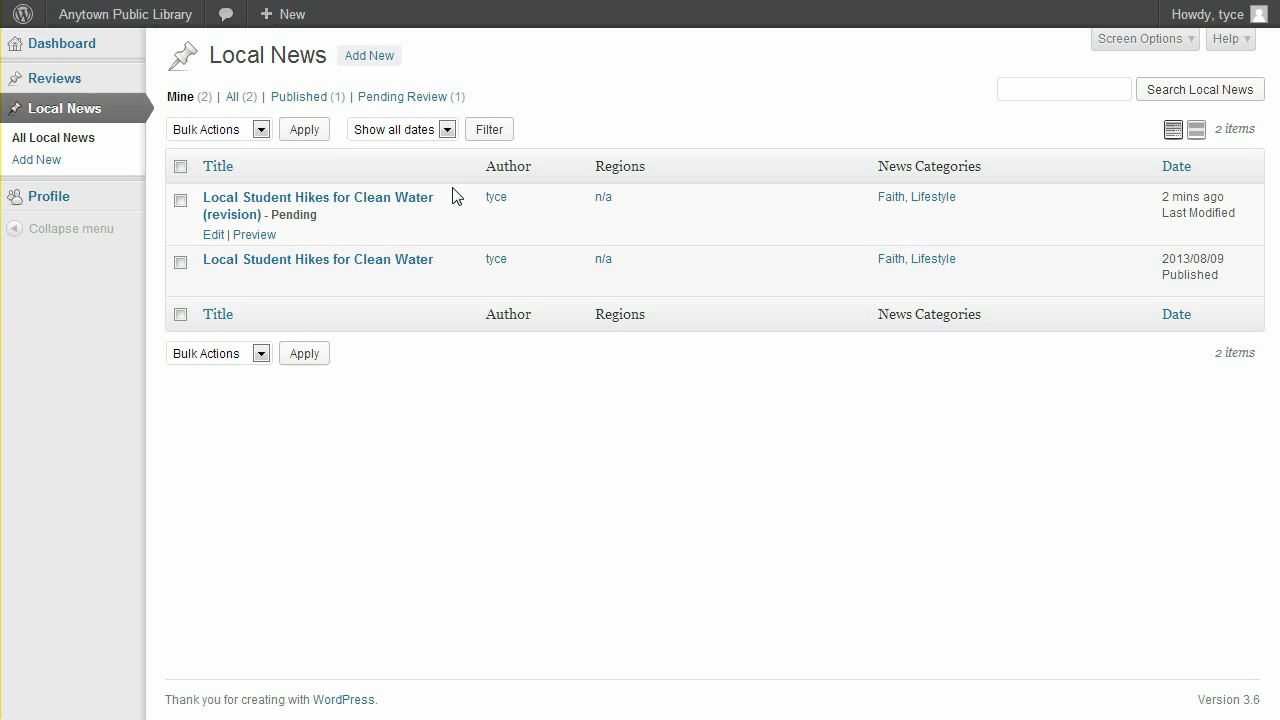 Anytown Public Library New Howdy, tyce
Dashboard
Reviews
Local News
All Local News
Add New
Profile
Collapse menu
Screen Options Help
Local News Add New
Mine (2) | All (2) | Published (1) | Pending Review (1)
Search Local News
Bulk Actions Apply Show all dates Filter 2 items
Title Author Regions News Categories Date
Local Student Hikes for Clean Water tyce n/a Faith, Lifestyle 2 mins ago
(revision) - Pending Last Modified
Edit | Preview
Local Student Hikes for Clean Water tyce n/a Faith, Lifestyle 2013/08/09
Published
Title Author Regions News Categories Date
Bulk Actions Apply 2 items
Thank you for creating with WordPress. Version 3.6